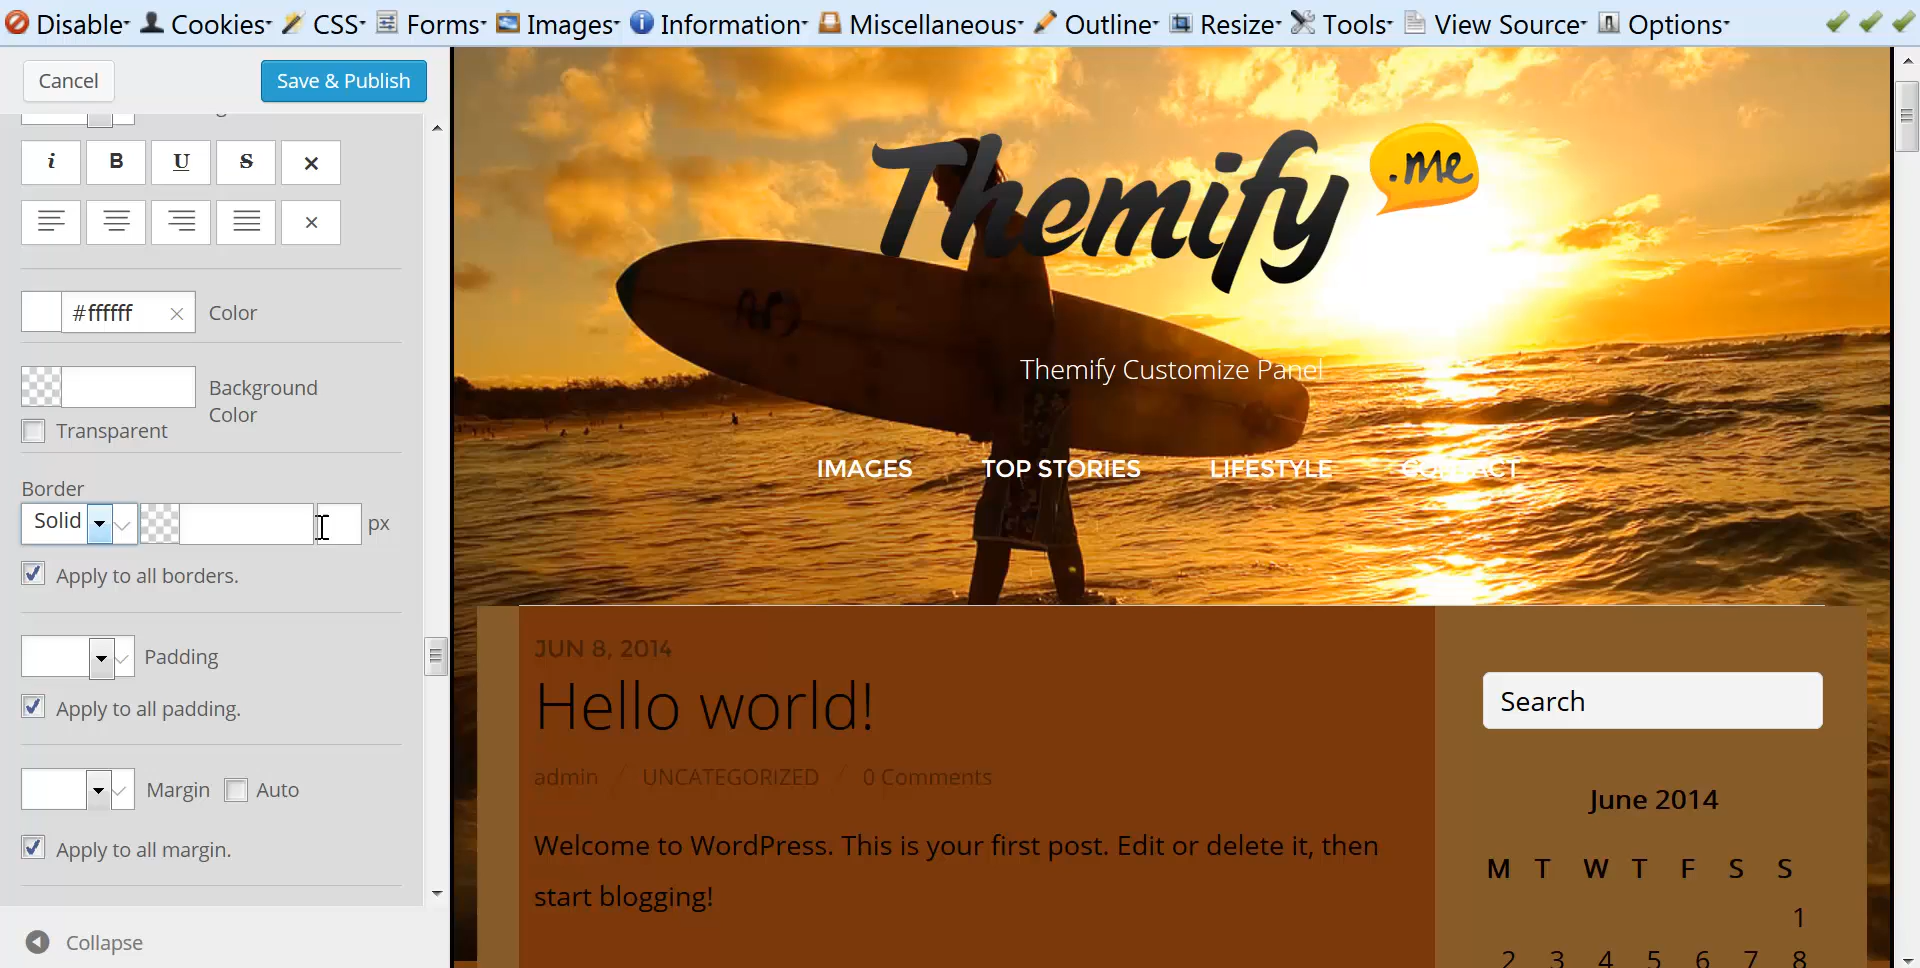 Disable Cookies CSS Forms Images Information Miscellaneous Outline Resize Tools View Source Options
Cancel
Save & Publish
i B U S ×
×
#ffffff × Color
Background
Color
Transparent
Border
Solid px
Apply to all borders.
Padding
Apply to all padding.
Margin Auto
Apply to all margin.
Collapse
Themify .me
Themify Customize Panel
IMAGES TOP STORIES LIFESTYLE CONTACT
JUN 8, 2014
Hello world!
admin / UNCATEGORIZED / 0 Comments
Welcome to WordPress. This is your first post. Edit or delete it, then
start blogging!
Search
June 2014
M T W T F S S
1
2 3 4 5 6 7 8